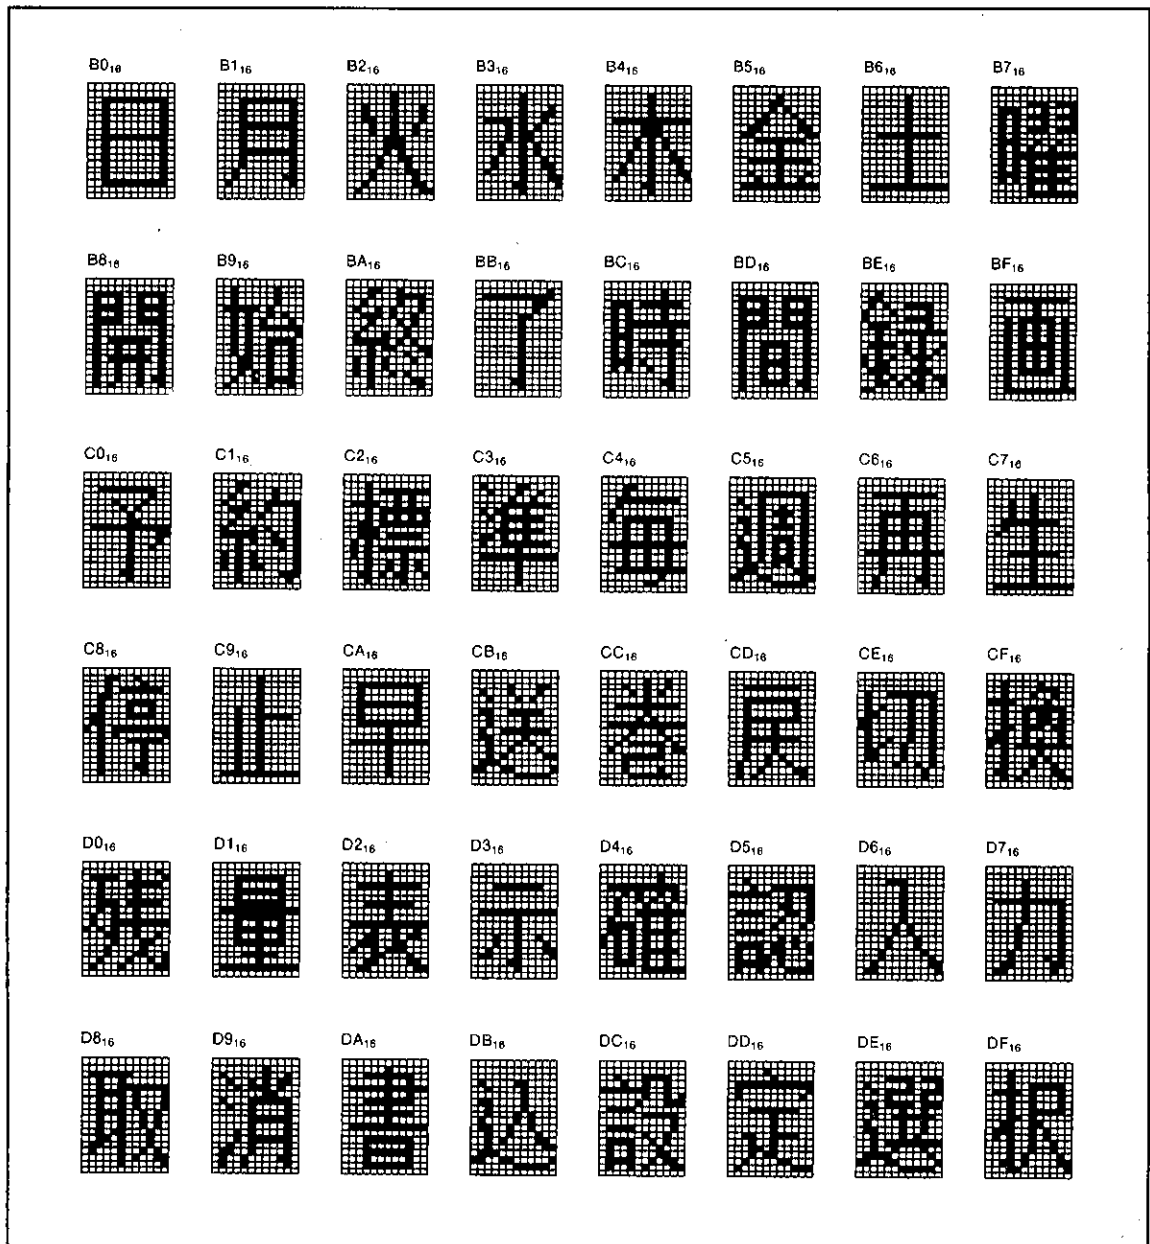 B0₁₆ B1₁₆ B2₁₆ B3₁₆ B4₁₆ B5₁₆ B6₁₆ B7₁₆
日 月 火 水 木 金 土 曜
B8₁₆ B9₁₆ BA₁₆ BB₁₆ BC₁₆ BD₁₆ BE₁₆ BF₁₆
開 始 終 了 時 間 録 画
C0₁₆ C1₁₆ C2₁₆ C3₁₆ C4₁₆ C5₁₆ C6₁₆ C7₁₆
予 約 標 準 毎 週 再 生
C8₁₆ C9₁₆ CA₁₆ CB₁₆ CC₁₆ CD₁₆ CE₁₆ CF₁₆
停 止 早 送 巻 戻 切 換
D0₁₆ D1₁₆ D2₁₆ D3₁₆ D4₁₆ D5₁₆ D6₁₆ D7₁₆
残 量 表 示 確 認 入 力
D8₁₆ D9₁₆ DA₁₆ DB₁₆ DC₁₆ DD₁₆ DE₁₆ DF₁₆
取 消 書 込 設 定 選 択